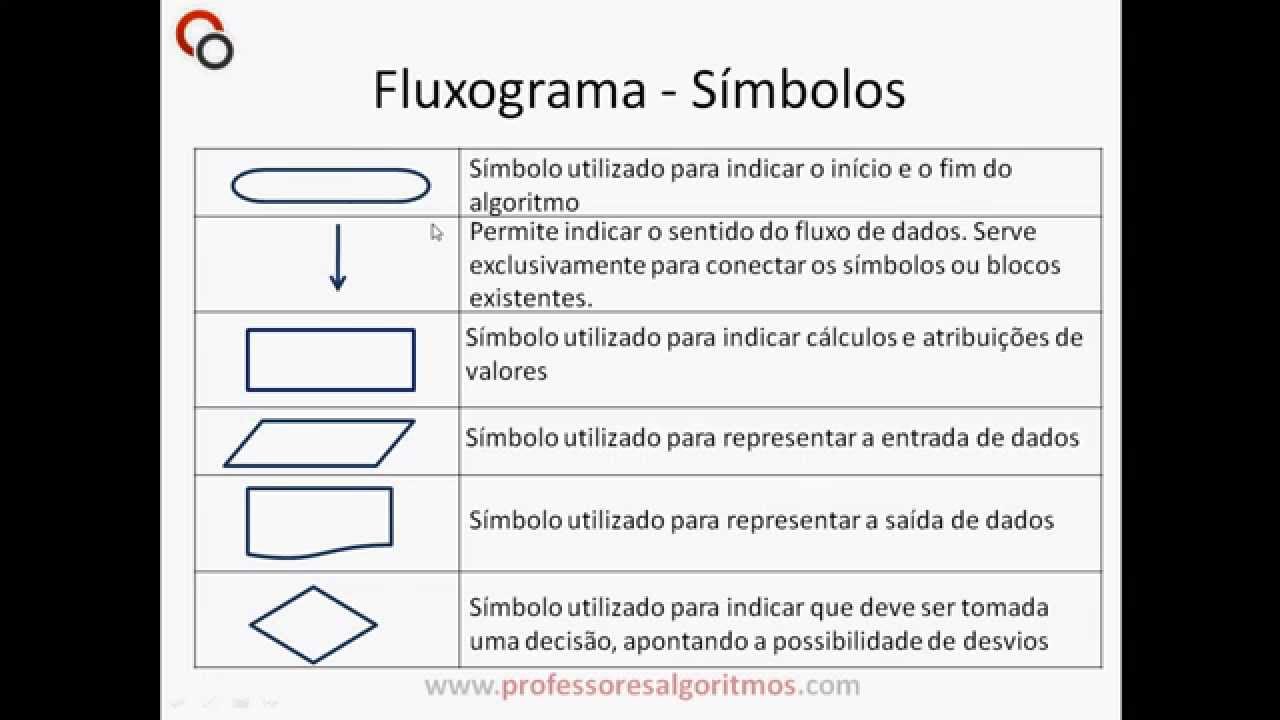 Fluxograma - Símbolos
Símbolo utilizado para indicar o início e o fim do
algoritmo
Permite indicar o sentido do fluxo de dados. Serve
exclusivamente para conectar os símbolos ou blocos
existentes.
Símbolo utilizado para indicar cálculos e atribuições de
valores
Símbolo utilizado para representar a entrada de dados
Símbolo utilizado para representar a saída de dados
Símbolo utilizado para indicar que deve ser tomada
uma decisão, apontando a possibilidade de desvios
www.professoresalgoritmos.com